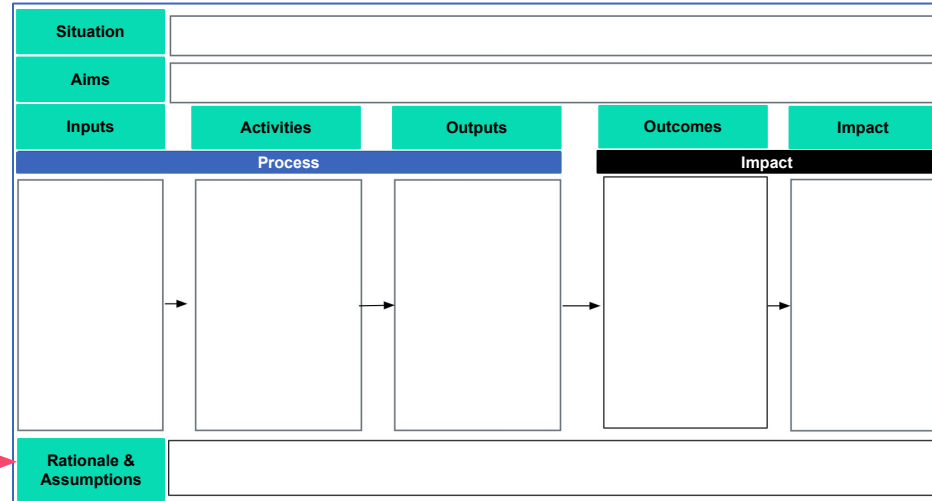 Situation
Aims
Inputs
Activities
Outputs
Outcomes
Impact
Process
Impact
Rationale &
Assumptions